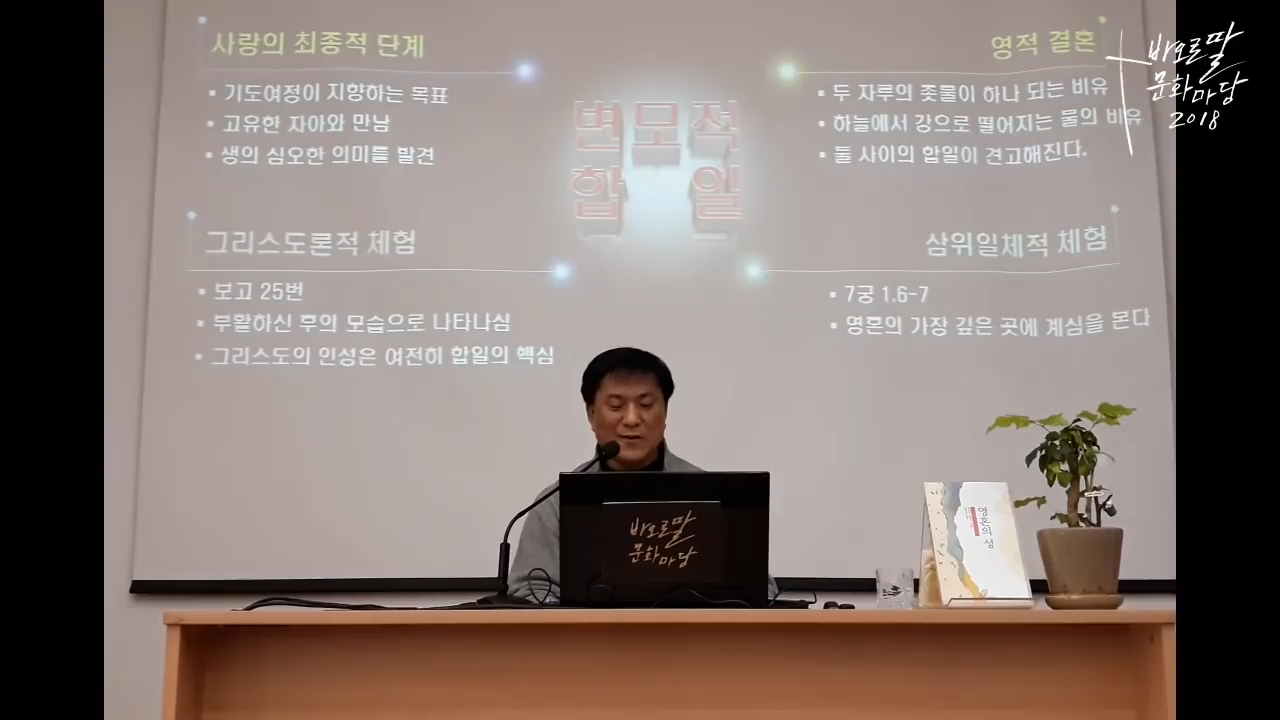 사랑의 최종적 단계
기도여정이 지향하는 목표
고유한 자아와 만남
생의 심오한 의미를 발견
변모적
합일
영적 결혼
두 자루의 촛불이 하나 되는 비유
하늘에서 강으로 떨어지는 물의 비유
둘 사이의 합일이 견고해진다.
그리스도론적 체험
보고 25번
부활하신 후의 모습으로 나타나심
그리스도의 인성은 여전히 합일의 핵심
삼위일체적 체험
7궁 1.6-7
영혼의 가장 깊은 곳에 계심을 본다
바오로딸
문화마당
2018
바오로딸
문화마당
영혼의 성